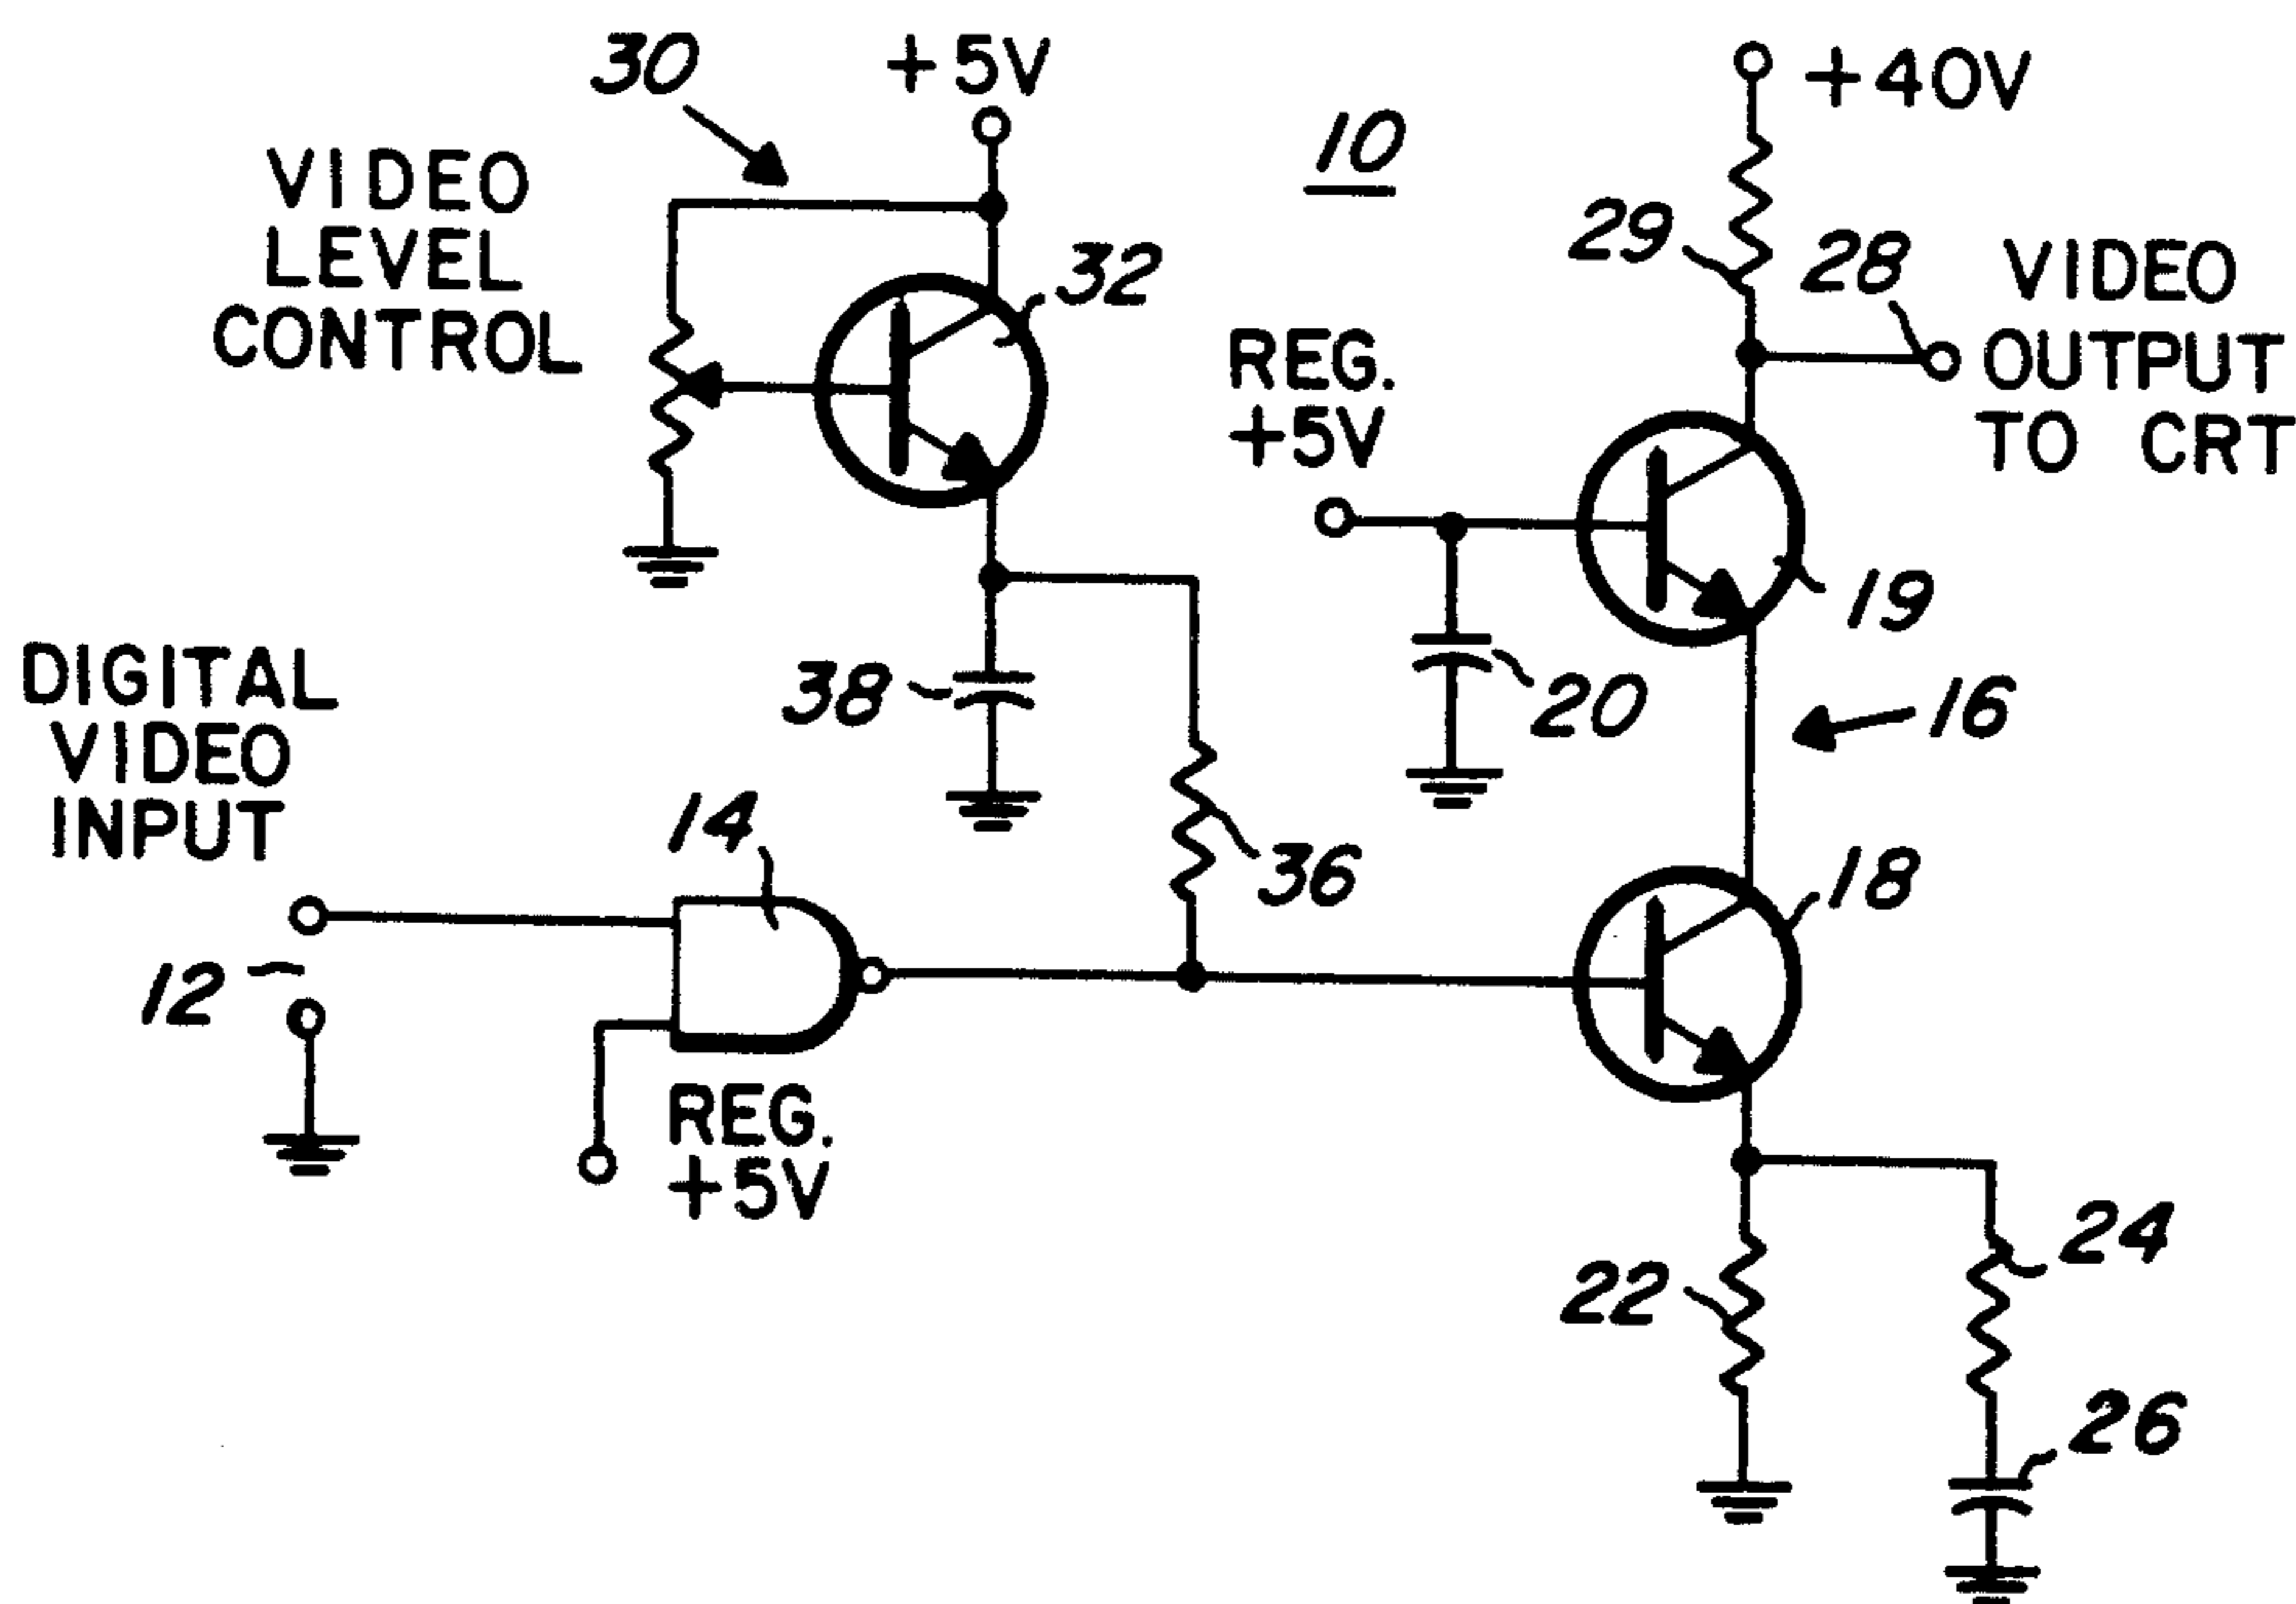 30
+5V
10
+40V
VIDEO
LEVEL
CONTROL
32
29
28
VIDEO
OUTPUT
TO CRT
REG.
+5V
19
20
16
38
DIGITAL
VIDEO
INPUT
14
36
18
12
REG.
+5V
22
24
26